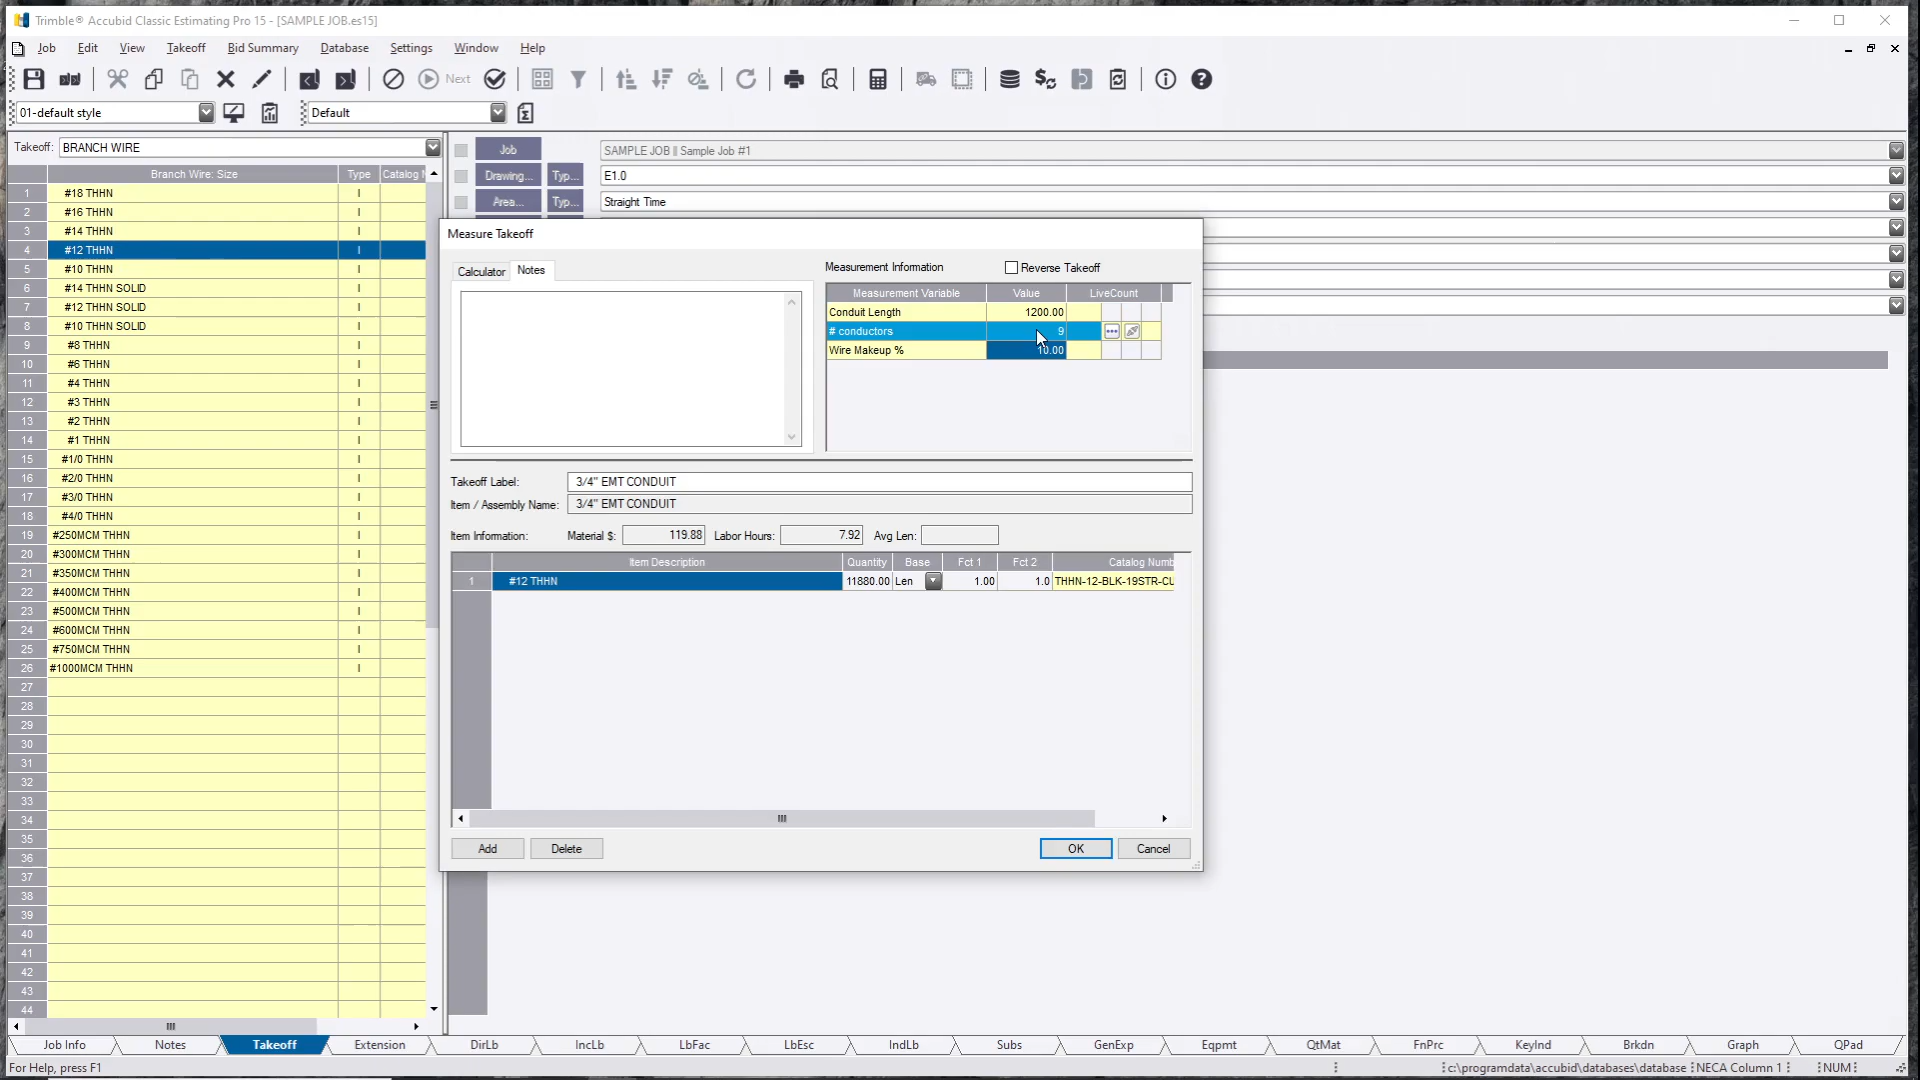 Trimble® Accubid Classic Estimating Pro 15 - [SAMPLE JOB.es15]
Job Edit View Takeoff Bid Summary Database Settings Window Help
Next
01-default style Default
Takeoff: BRANCH WIRE
Branch Wire: Size Type Catalog N
1 #18 THHN I
2 #16 THHN I
3 #14 THHN I
4 #12 THHN I
5 #10 THHN I
6 #14 THHN SOLID I
7 #12 THHN SOLID I
8 #10 THHN SOLID I
9 #8 THHN I
10 #6 THHN I
11 #4 THHN I
12 #3 THHN I
13 #2 THHN I
14 #1 THHN I
15 #1/0 THHN I
16 #2/0 THHN I
17 #3/0 THHN I
18 #4/0 THHN I
19 #250MCM THHN I
20 #300MCM THHN I
21 #350MCM THHN I
22 #400MCM THHN I
23 #500MCM THHN I
24 #600MCM THHN I
25 #750MCM THHN I
26 #1000MCM THHN I
27
28
29
30
31
32
33
34
35
36
37
38
39
40
41
42
43
44
Job SAMPLE JOB || Sample Job #1
Drawing... Typ... E1.0
Area... Typ... Straight Time
Measure Takeoff
Calculator Notes
Measurement Information Reverse Takeoff
Measurement Variable Value LiveCount
Conduit Length 1200.00
# conductors 9
Wire Makeup % 10.00
Takeoff Label: 3/4" EMT CONDUIT
Item / Assembly Name: 3/4" EMT CONDUIT
Item Information: Material $: 119.88 Labor Hours: 7.92 Avg Len:
Item Description Quantity Base Fct 1 Fct 2 Catalog Numb
1 #12 THHN 11880.00 Len 1.00 1.0 THHN-12-BLK-19STR-CU
Add Delete OK Cancel
Job Info Notes Takeoff Extension DirLb IncLb LbFac LbEsc IndLb Subs GenExp Eqpmt QtMat FnPrc KeyInd Brkdn Graph QPad
For Help, press F1 c:\programdata\accubid\databases\database NECA Column 1 NUM